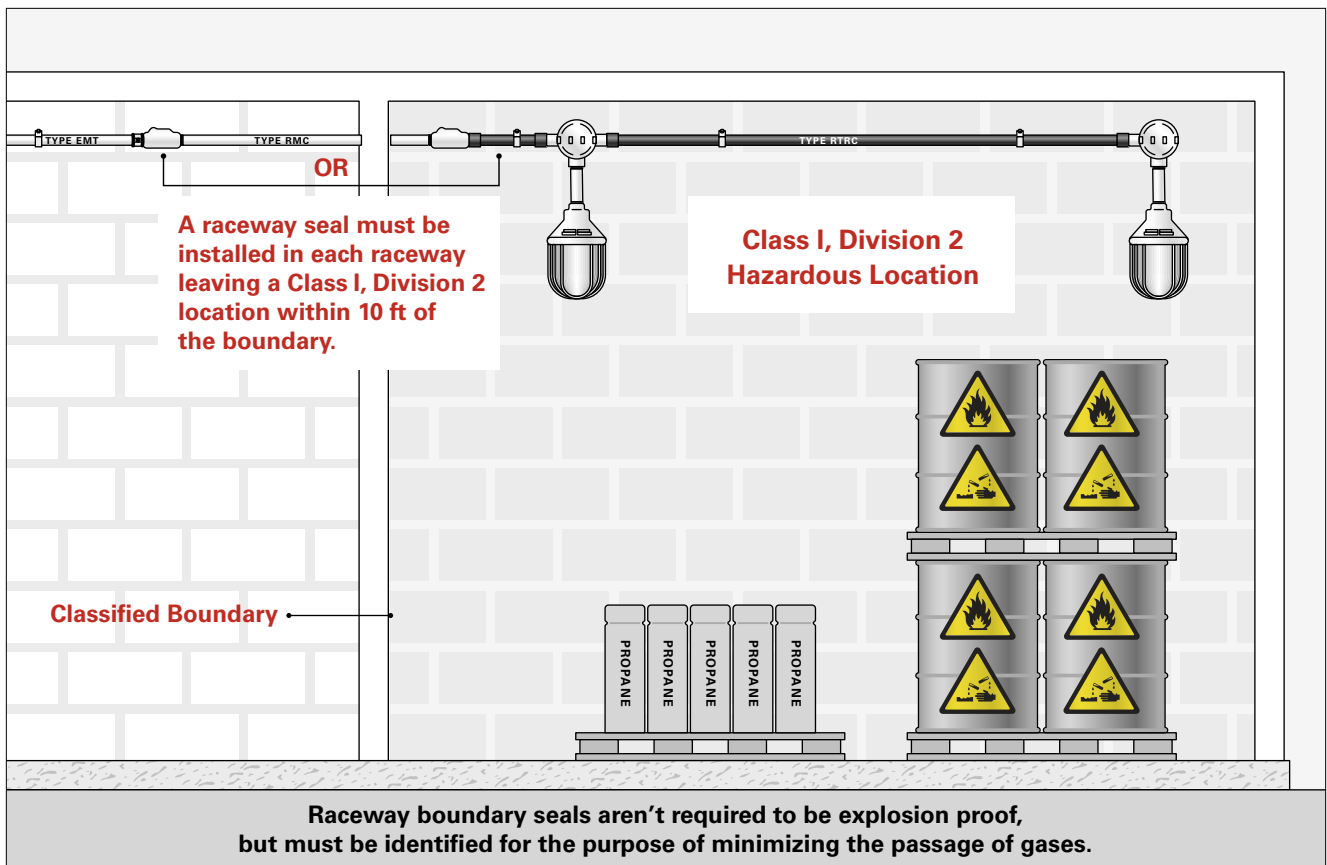 TYPE EMT
TYPE RMC
TYPE RTRC
OR
A raceway seal must be
installed in each raceway
leaving a Class I, Division 2
location within 10 ft of
the boundary.
Class I, Division 2
Hazardous Location
Classified Boundary
PROPANE
PROPANE
PROPANE
PROPANE
PROPANE
Raceway boundary seals aren’t required to be explosion proof,
but must be identified for the purpose of minimizing the passage of gases.